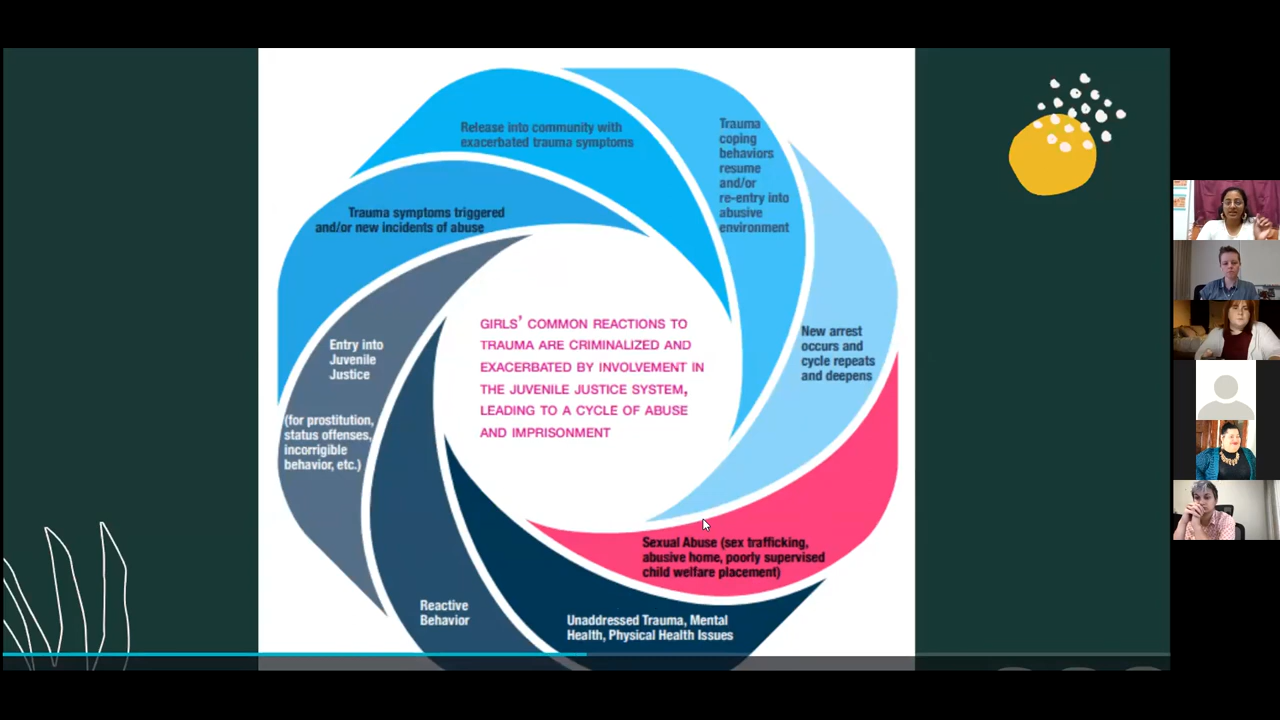 Release into community with
exacerbated trauma symptoms
Trauma
coping
behaviors
resume
and/or
re-entry into
abusive
environment
Trauma symptoms triggered
and/or new incidents of abuse
New arrest
occurs and
cycle repeats
and deepens
Entry into
Juvenile
Justice
(for prostitution,
status offenses,
incorrigible
behavior, etc.)
GIRLS' COMMON REACTIONS TO
TRAUMA ARE CRIMINALIZED AND
EXACERBATED BY INVOLVEMENT IN
THE JUVENILE JUSTICE SYSTEM,
LEADING TO A CYCLE OF ABUSE
AND IMPRISONMENT
Sexual Abuse (sex trafficking,
abusive home, poorly supervised
child welfare placement)
Reactive
Behavior
Unaddressed Trauma, Mental
Health, Physical Health Issues